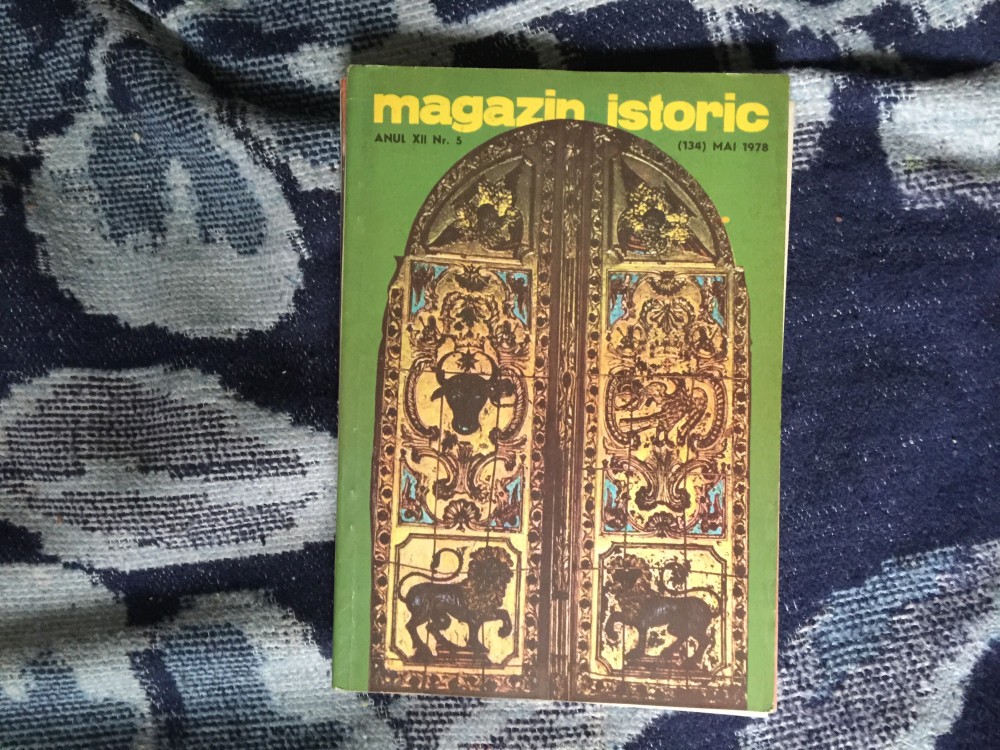 magazin istoric
ANUL XII Nr. 5 (134) MAI 1978